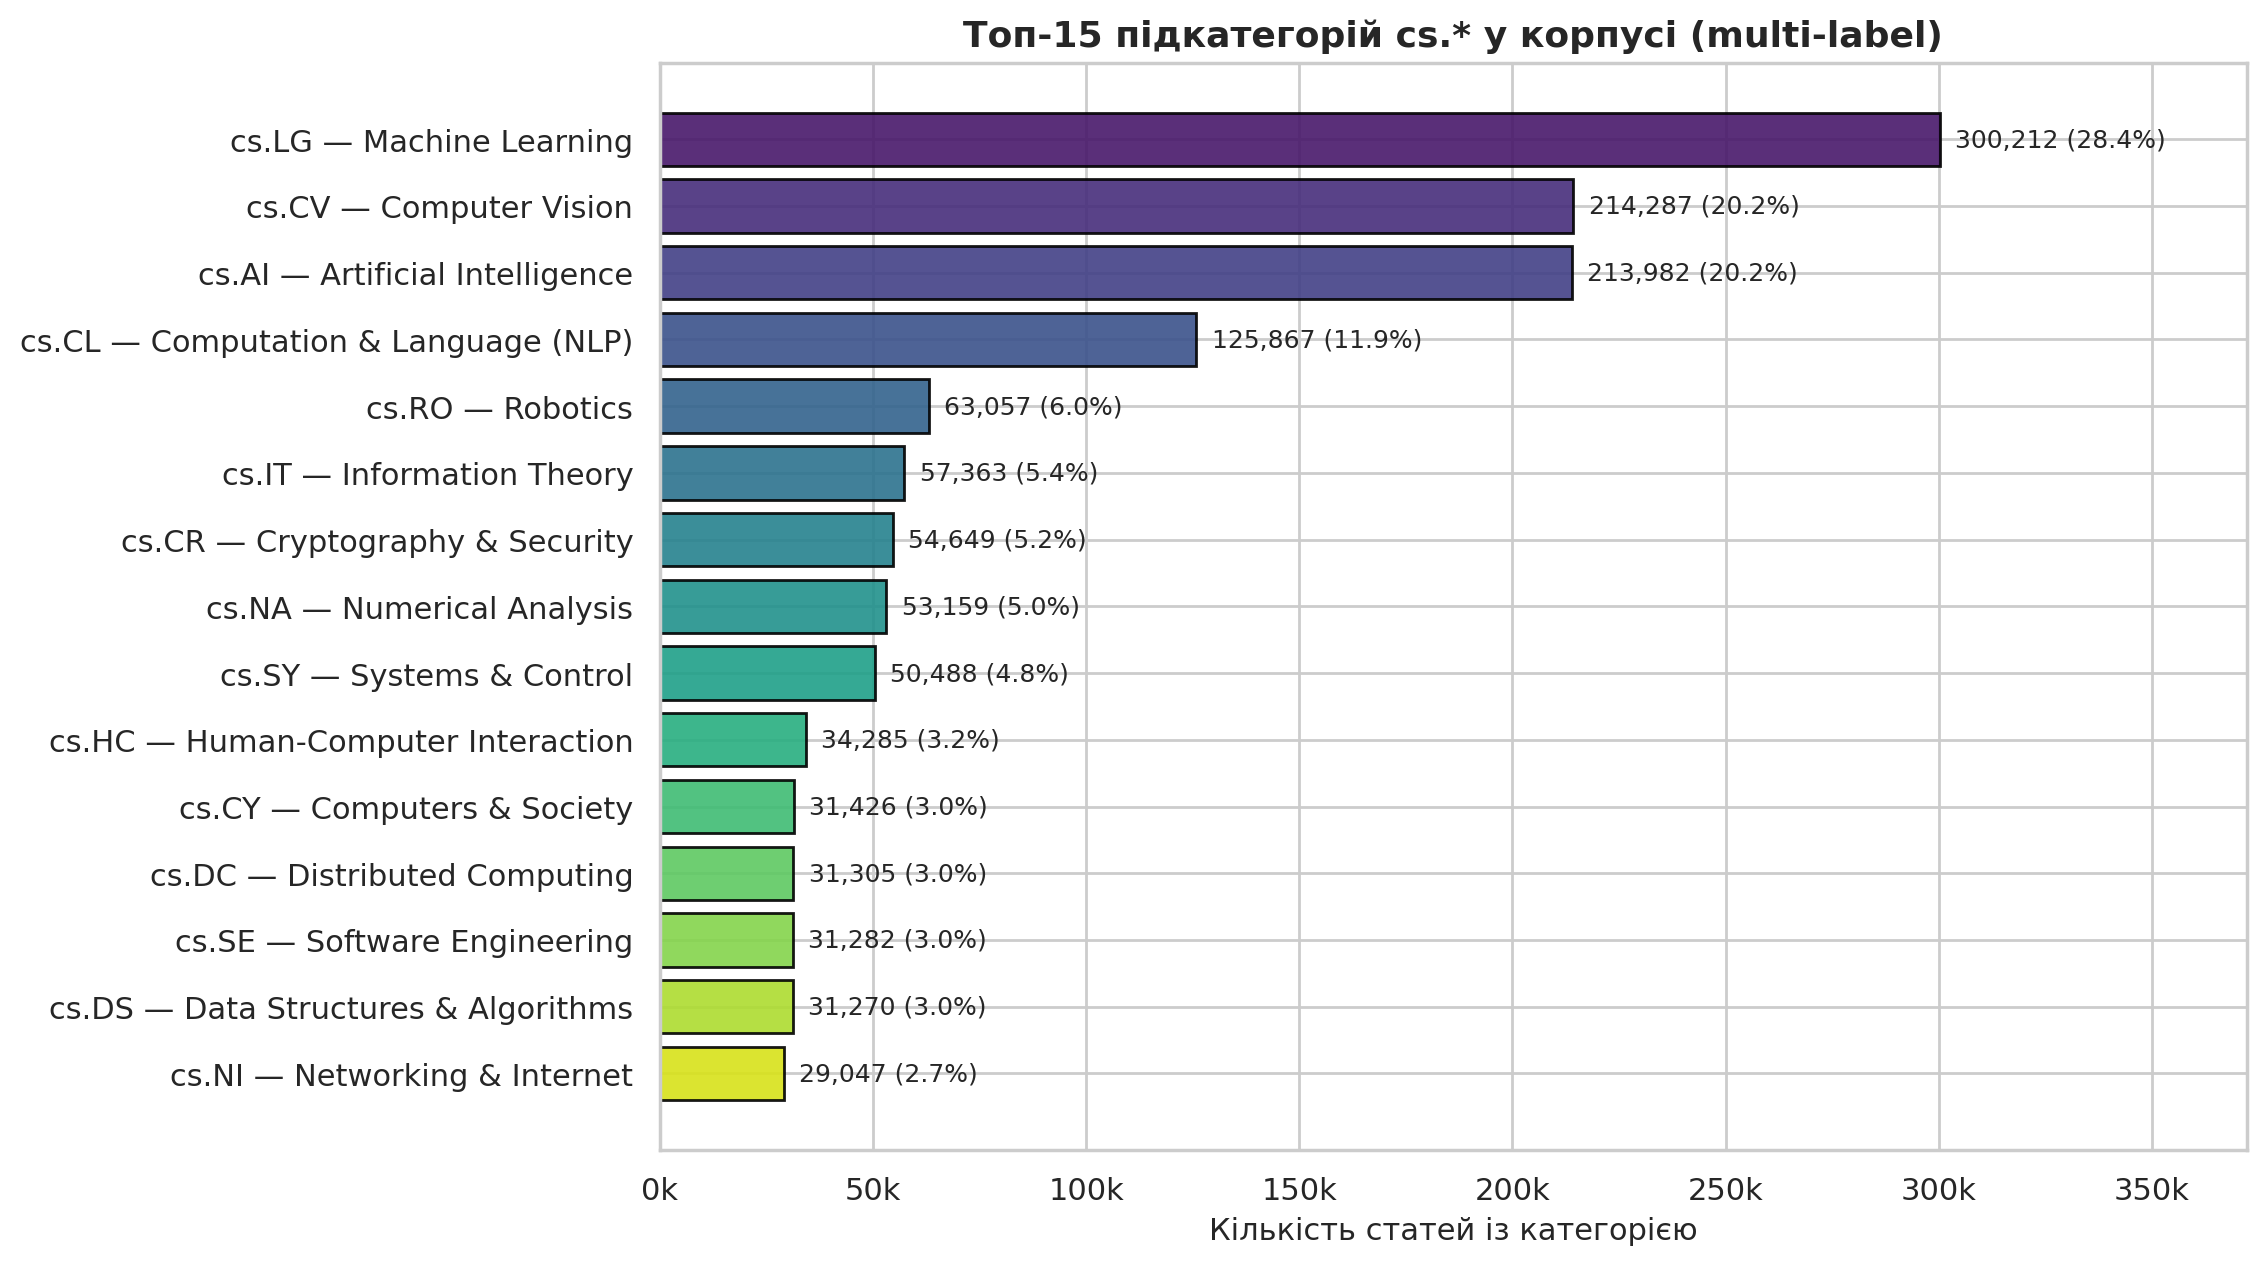 Топ-15 підкатегорій cs.* у корпусі (multi-label)
cs.LG — Machine Learning 300,212 (28.4%)
cs.CV — Computer Vision 214,287 (20.2%)
cs.AI — Artificial Intelligence 213,982 (20.2%)
cs.CL — Computation & Language (NLP) 125,867 (11.9%)
cs.RO — Robotics 63,057 (6.0%)
cs.IT — Information Theory 57,363 (5.4%)
cs.CR — Cryptography & Security 54,649 (5.2%)
cs.NA — Numerical Analysis 53,159 (5.0%)
cs.SY — Systems & Control 50,488 (4.8%)
cs.HC — Human-Computer Interaction 34,285 (3.2%)
cs.CY — Computers & Society 31,426 (3.0%)
cs.DC — Distributed Computing 31,305 (3.0%)
cs.SE — Software Engineering 31,282 (3.0%)
cs.DS — Data Structures & Algorithms 31,270 (3.0%)
cs.NI — Networking & Internet 29,047 (2.7%)
0k 50k 100k 150k 200k 250k 300k 350k
Кількість статей із категорією